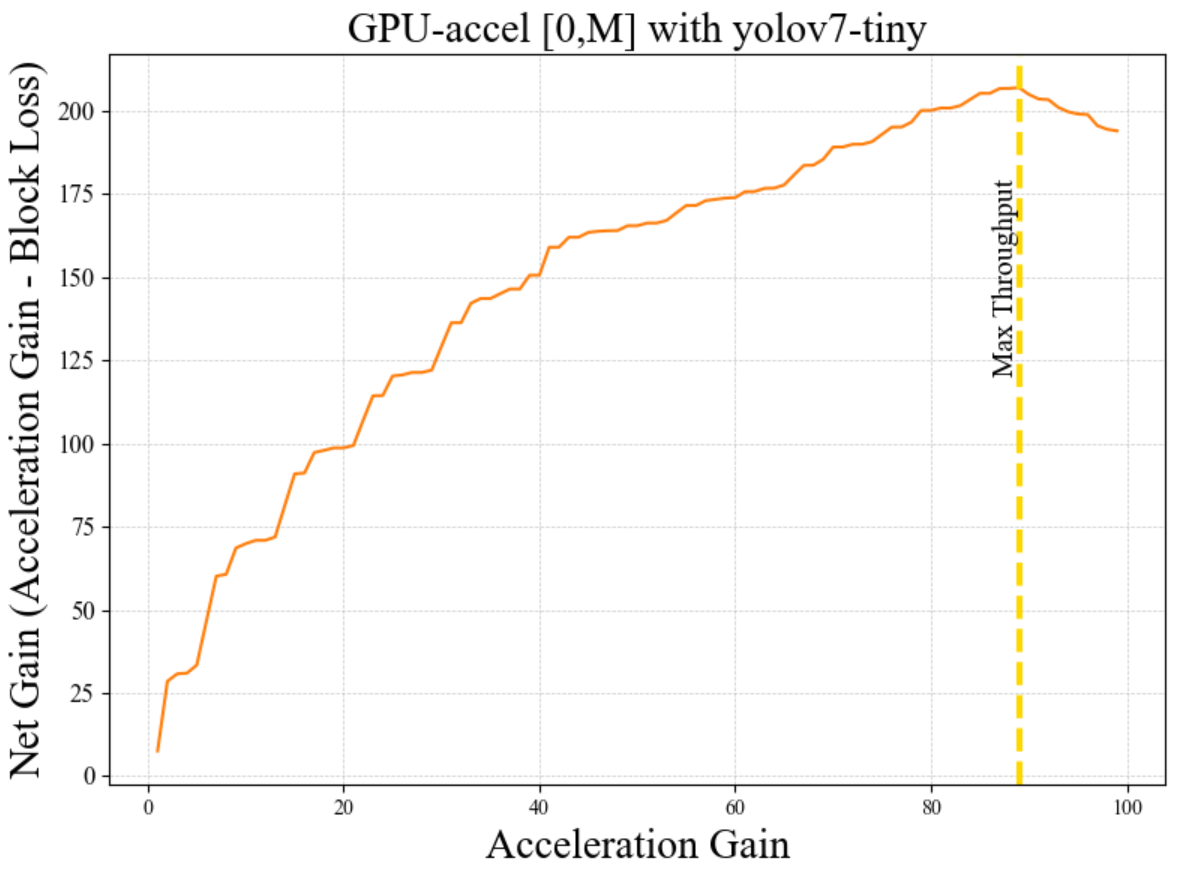 GPU-accel [0,M] with yolov7-tiny
Net Gain (Acceleration Gain - Block Loss)
200
175
150
125
100
75
50
25
0
Max Throughput
0 20 40 60 80 100
Acceleration Gain